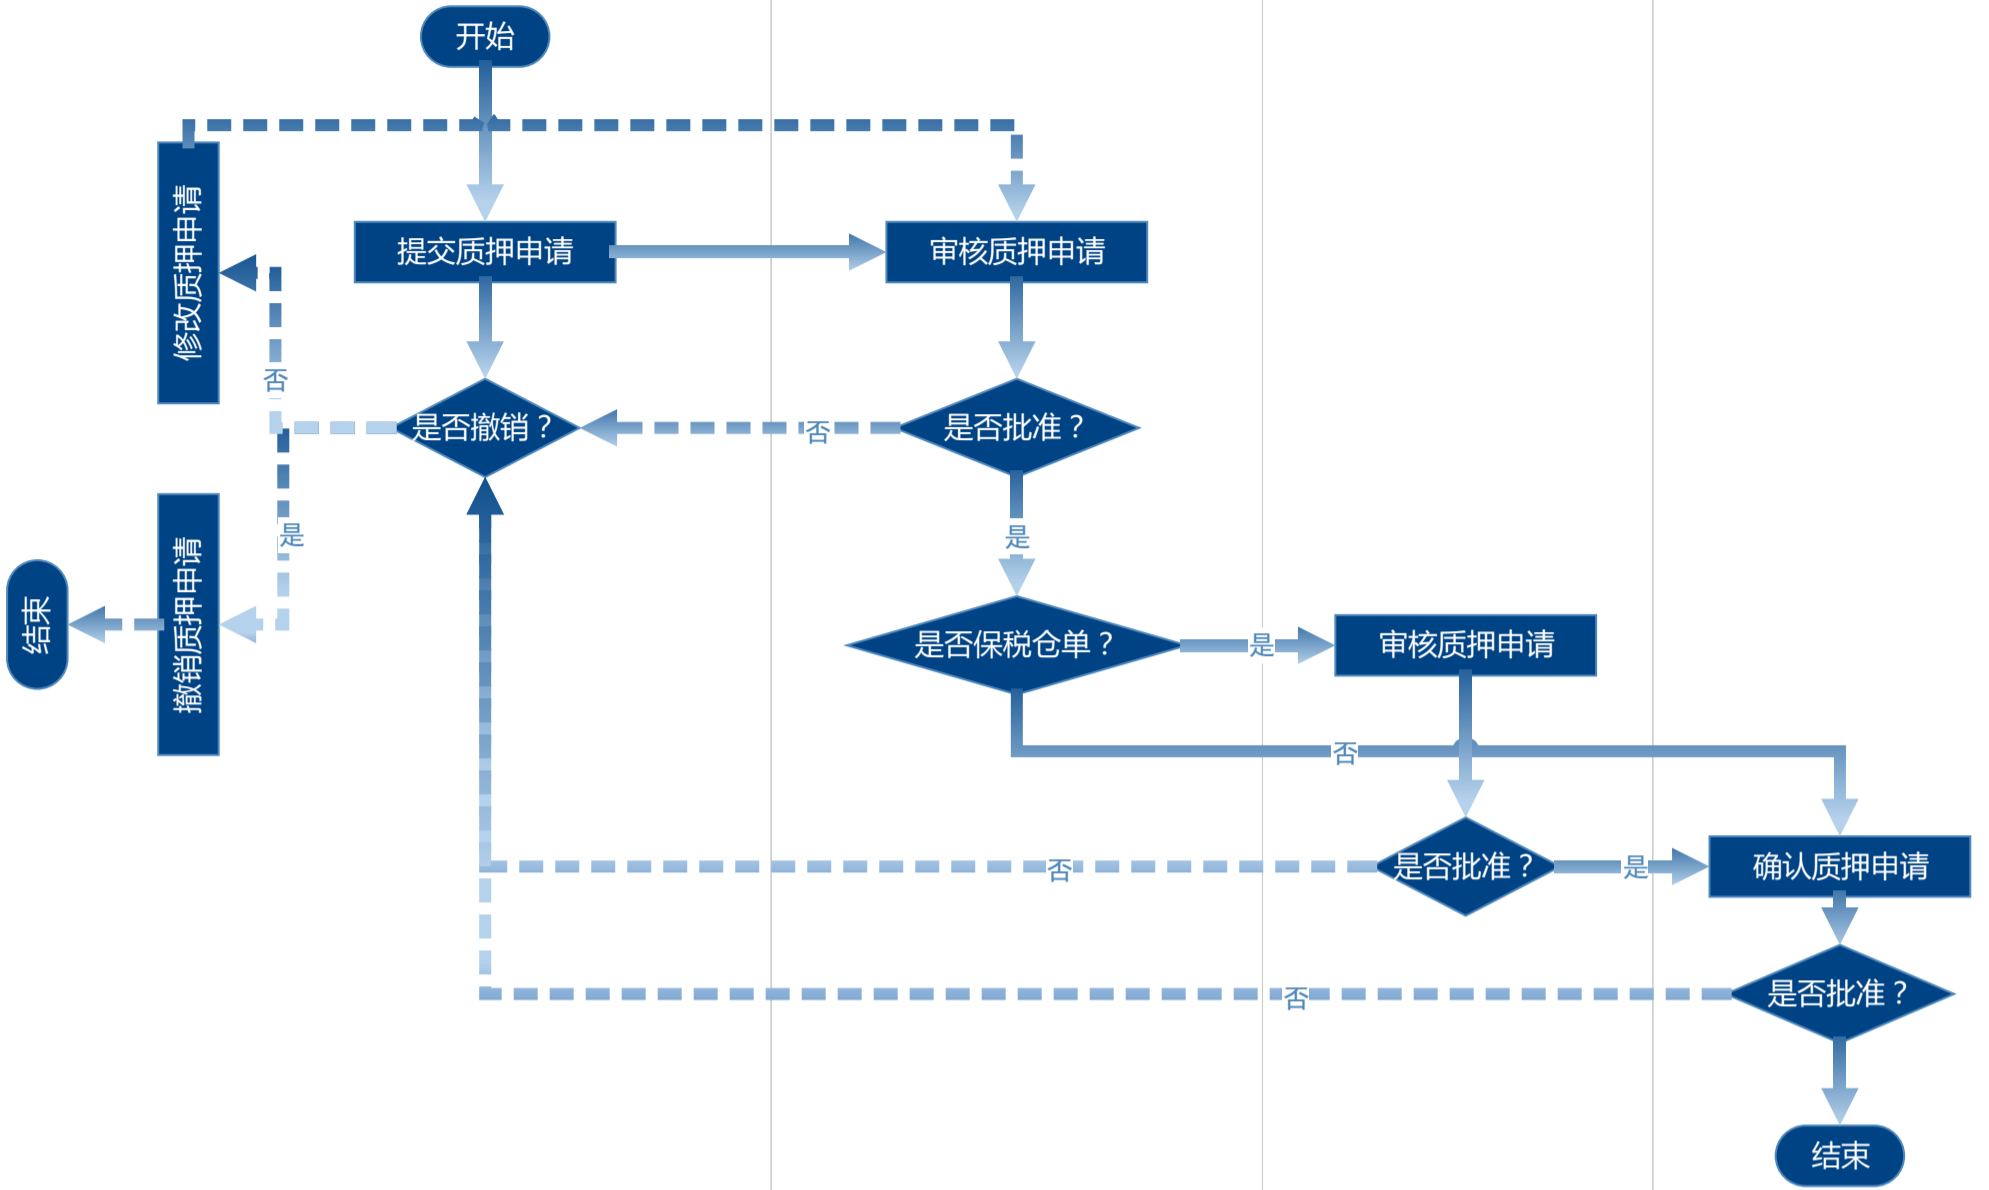 开始
修改质押申请
提交质押申请
审核质押申请
否
是否撤销？
否
是否批准？
是
是
撤销质押申请
结束
是否保税仓单？
是
审核质押申请
否
否
是否批准？
是
确认质押申请
否
是否批准？
结束